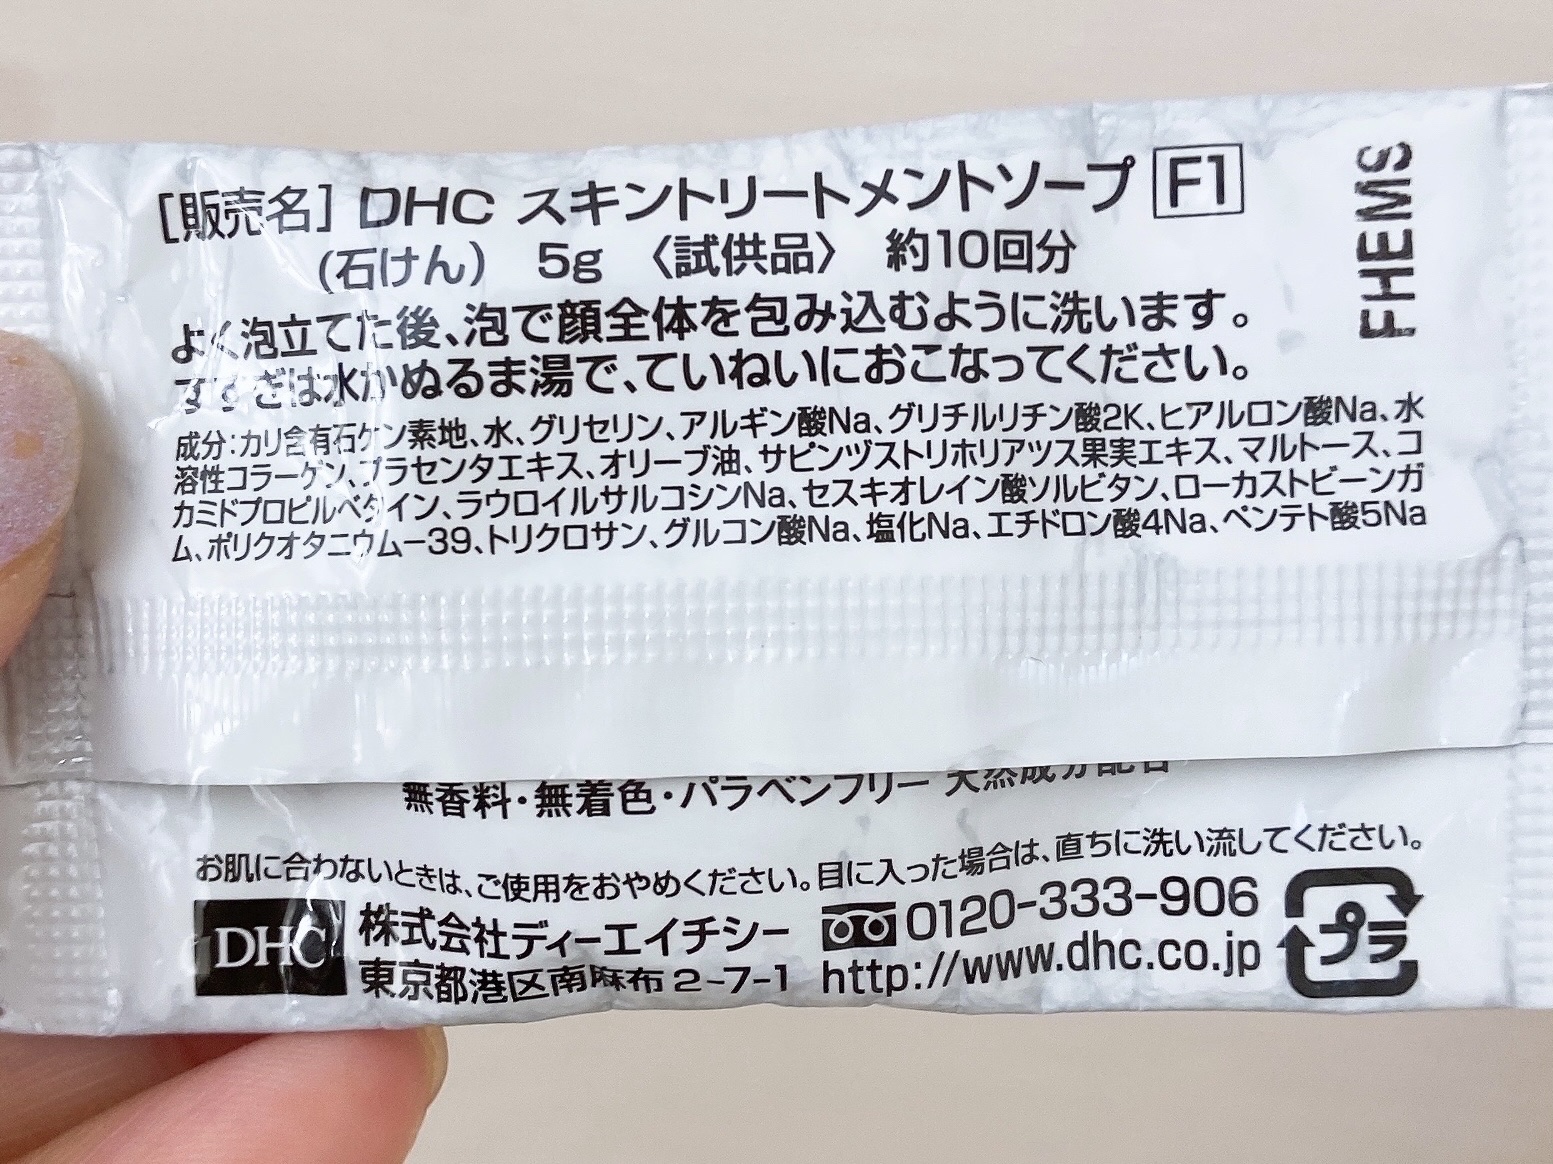 [販売名] DHC スキントリートメントソープ F1
(石けん) 5g 〈試供品〉 約10回分
よく泡立てた後、泡で顔全体を包み込むように洗います。
すすぎは水かぬるま湯で、ていねいにおこなってください。
成分：カリ含有石ケン素地、水、グリセリン、アルギン酸Na、グリチルリチン酸2K、ヒアルロン酸Na、水
溶性コラーゲン、プラセンタエキス、オリーブ油、サピンヅストリホリアツス果実エキス、マルトース、コ
カミドプロピルベタイン、ラウロイルサルコシンNa、セスキオレイン酸ソルビタン、ローカストビーンガ
ム、ポリクオタニウム－39、トリクロサン、グルコン酸Na、塩化Na、エチドロン酸4Na、ペンテト酸5Na
FHEMS
無香料・無着色・パラベンフリー 天然成分配合
お肌に合わないときは、ご使用をおやめください。目に入った場合は、直ちに洗い流してください。
DHC 株式会社ディーエイチシー 0120-333-906
東京都港区南麻布2-7-1 http://www.dhc.co.jp
プラ